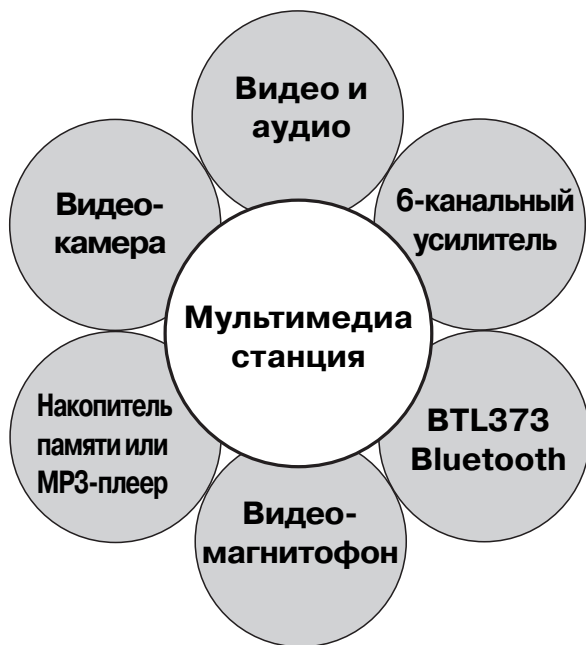 Видео и
аудио
Видео-
камера
6-канальный
усилитель
Мультимедиа
станция
Накопитель
памяти или
MP3-плеер
BTL373
Bluetooth
Видео-
магнитофон